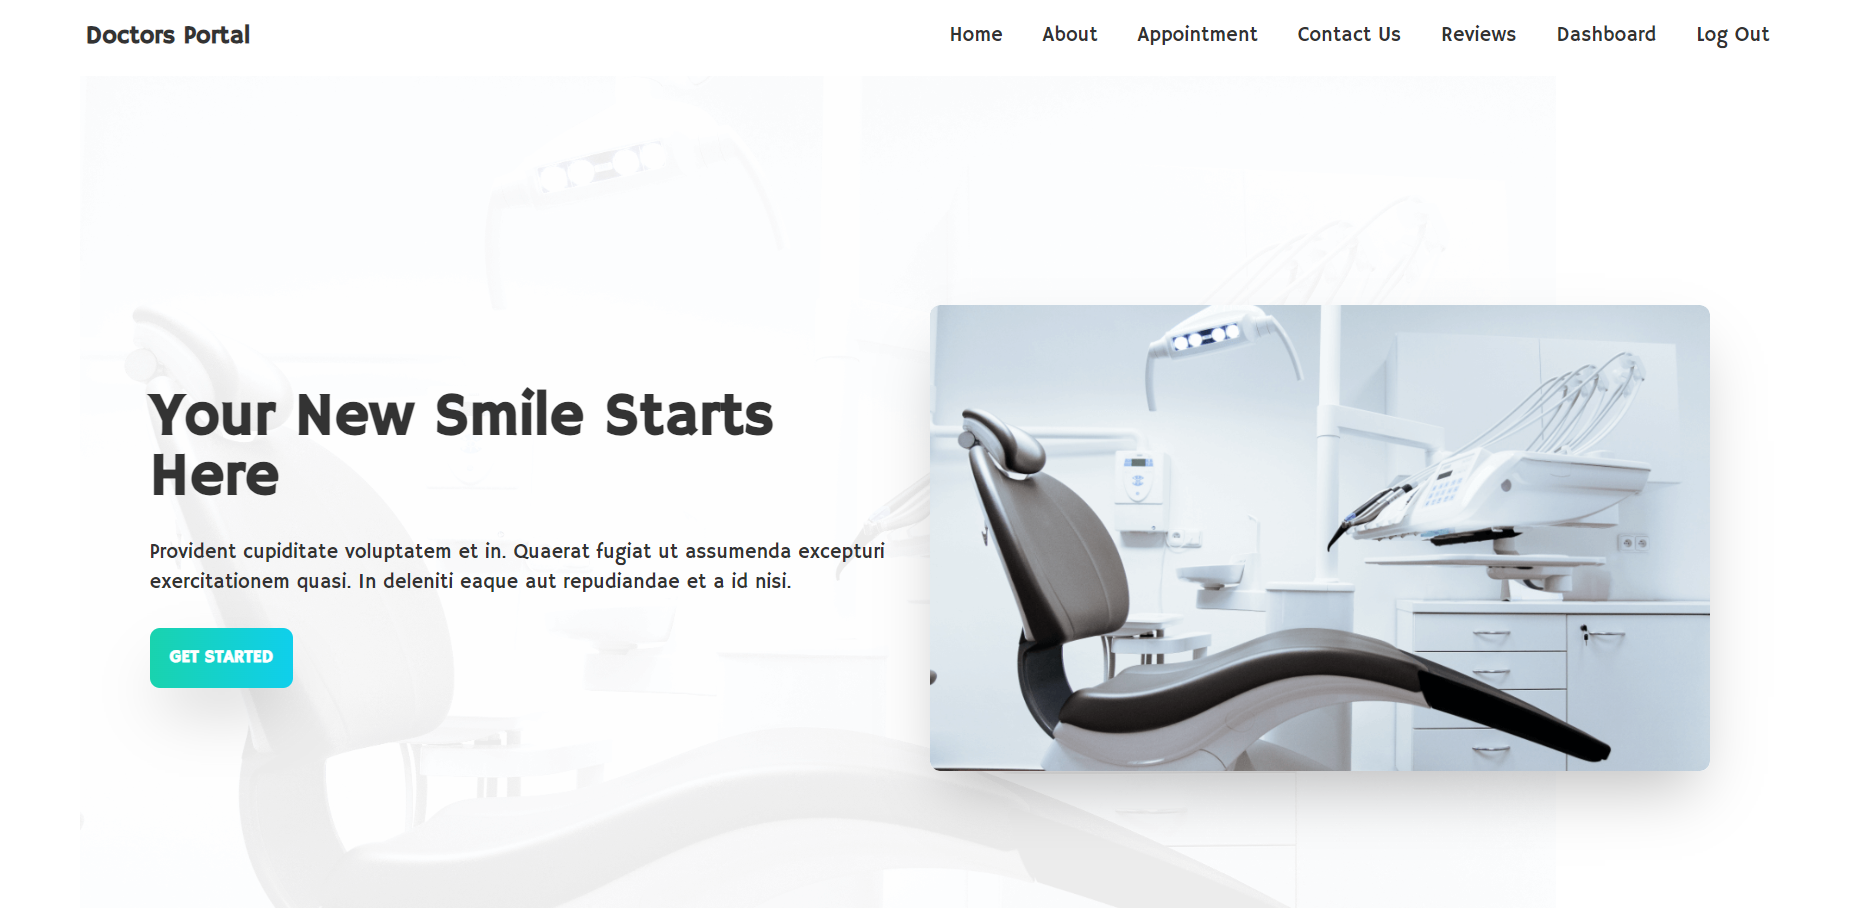 Doctors Portal
Home About Appointment Contact Us Reviews Dashboard Log Out
Your New Smile Starts
Here
Provident cupiditate voluptatem et in. Quaerat fugiat ut assumenda excepturi
exercitationem quasi. In deleniti eaque aut repudiandae et a id nisi.
GET STARTED